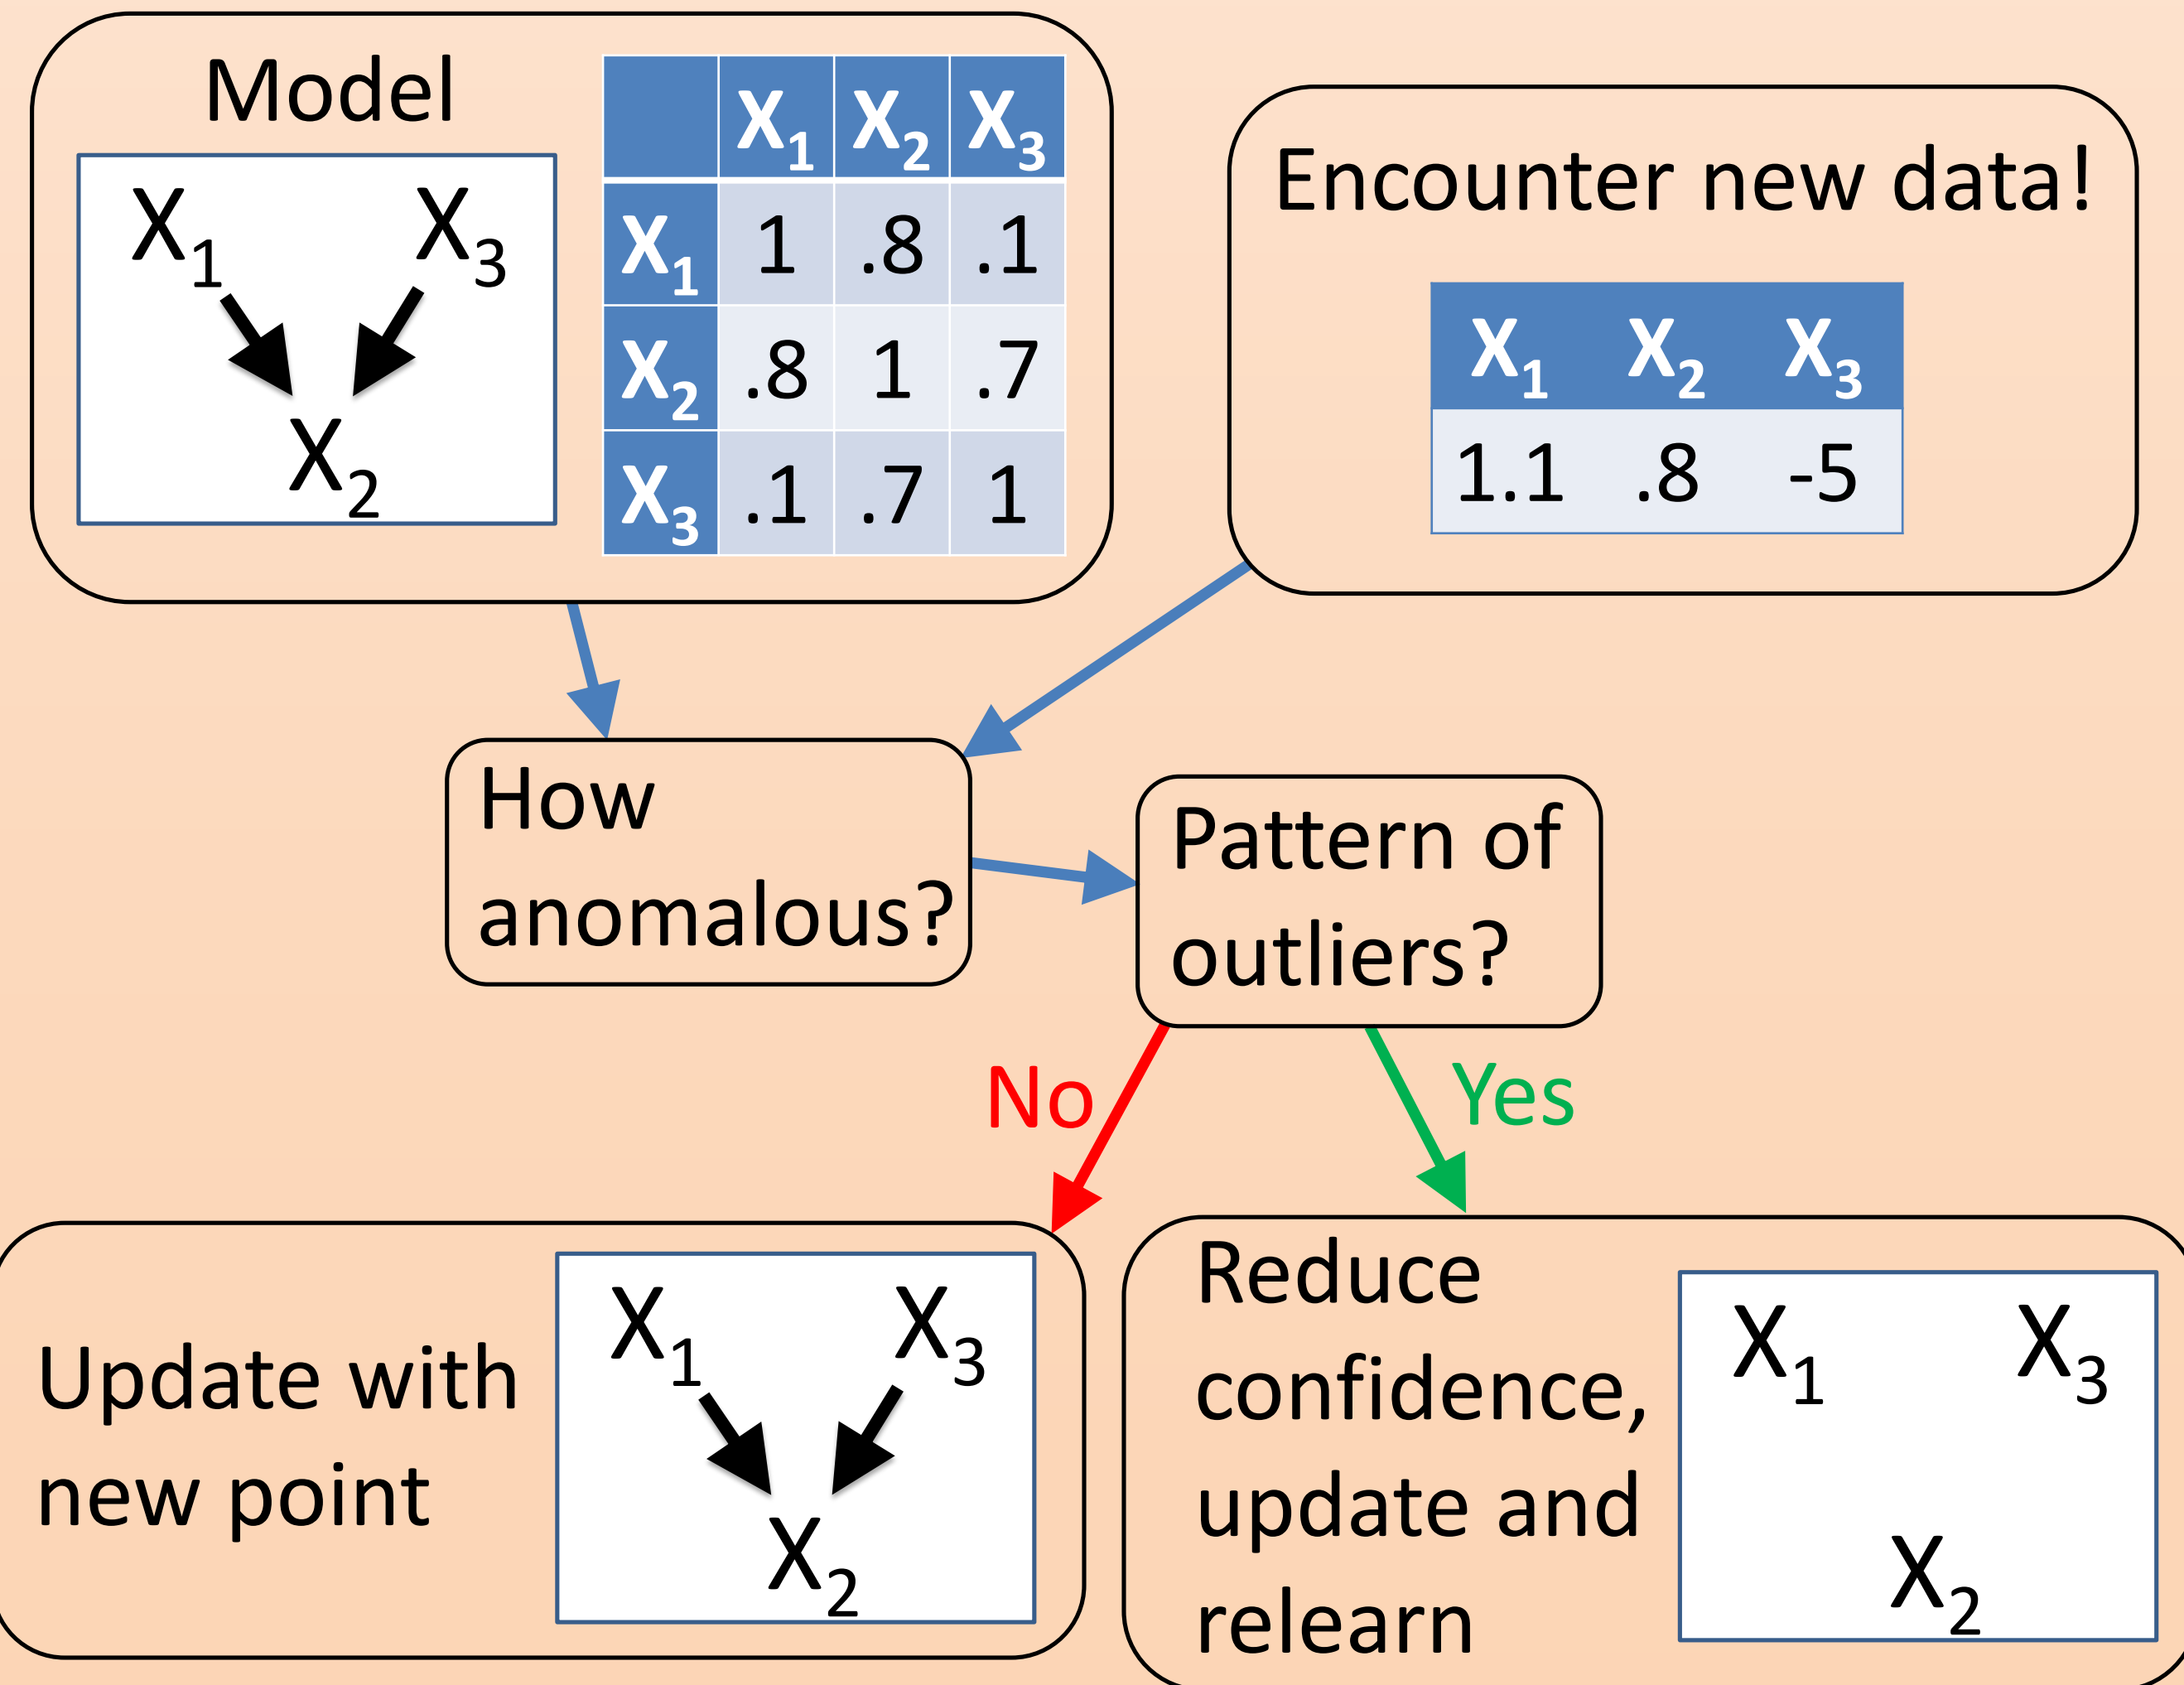 Model
X1 X3
X2
X1 X2 X3
X1 1 .8 .1
X2 .8 1 .7
X3 .1 .7 1
Encounter new data!
X1 X2 X3
1.1 .8 -5
How
anomalous?
Pattern of
outliers?
No
Yes
Update with
new point
X1 X3
X2
Reduce
confidence,
update and
relearn
X1 X3
X2